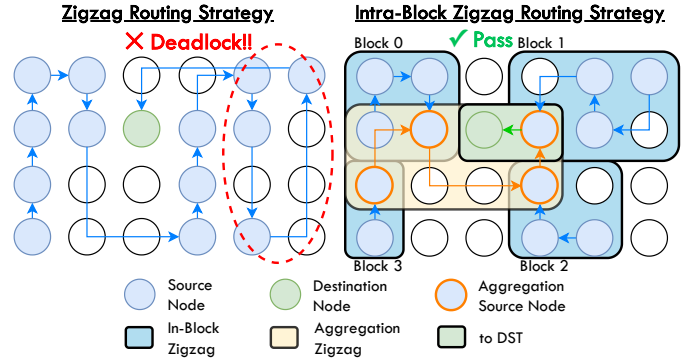 Zigzag Routing Strategy
Intra-Block Zigzag Routing Strategy
✕ Deadlock!!
Block 0
✓ Pass
Block 1
Block 3
Block 2
Source
Node
Destination
Node
Aggregation
Source Node
In-Block
Zigzag
Aggregation
Zigzag
to DST